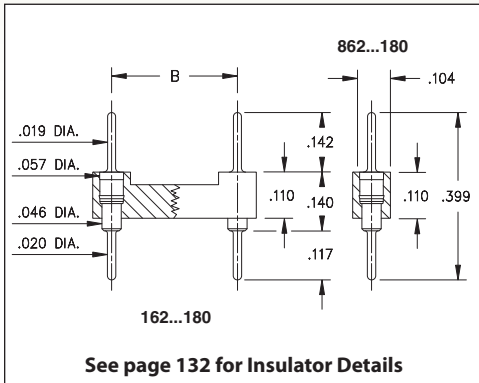 862...180
B
.104
.019 DIA.
.142
.057 DIA.
.110
.140
.110
.399
.046 DIA.
.020 DIA.
.117
162...180
See page 132 for Insulator Details